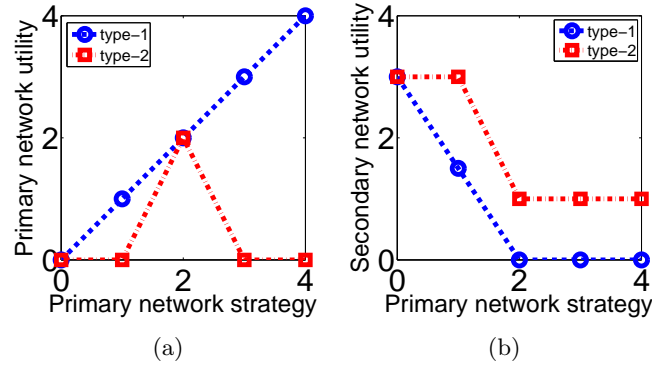 Primary network utility
4
2
0
type-1
type-2
0 2 4
Primary network strategy
(a)
Secondary network utility
4
2
0
type-1
type-2
0 2 4
Primary network strategy
(b)